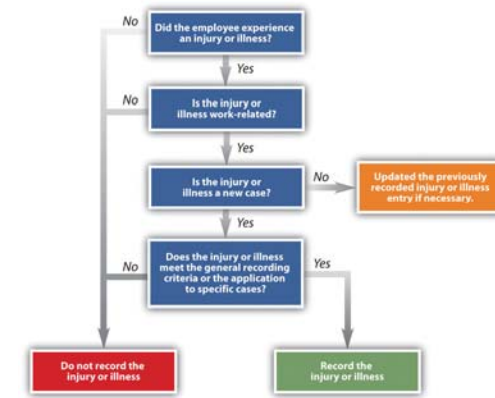 No
Did the employee experience
an injury or illness?
Yes
No
Is the injury or
illness work-related?
Yes
Is the injury or
illness a new case?
No
Updated the previously
recorded injury or illness
entry if necessary.
Yes
No
Does the injury or illness
meet the general recording
criteria or the application
to specific cases?
Yes
Do not record the
injury or illness
Record the
injury or illness